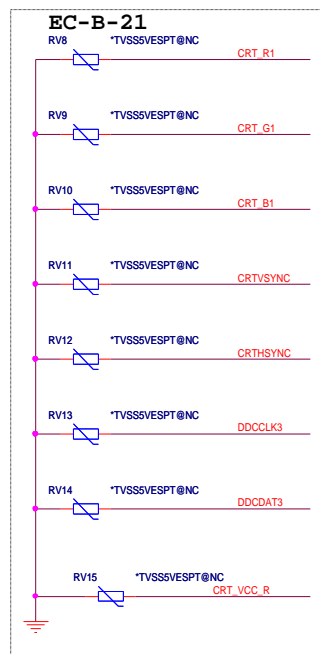 EC-B-21
RV8 *TVSS5VESPT@NC
CRT_R1
RV9 *TVSS5VESPT@NC
CRT_G1
RV10 *TVSS5VESPT@NC
CRT_B1
RV11 *TVSS5VESPT@NC
CRTVSYNC
RV12 *TVSS5VESPT@NC
CRTHSYNC
RV13 *TVSS5VESPT@NC
DDCCLK3
RV14 *TVSS5VESPT@NC
DDCDAT3
RV15 *TVSS5VESPT@NC
CRT_VCC_R